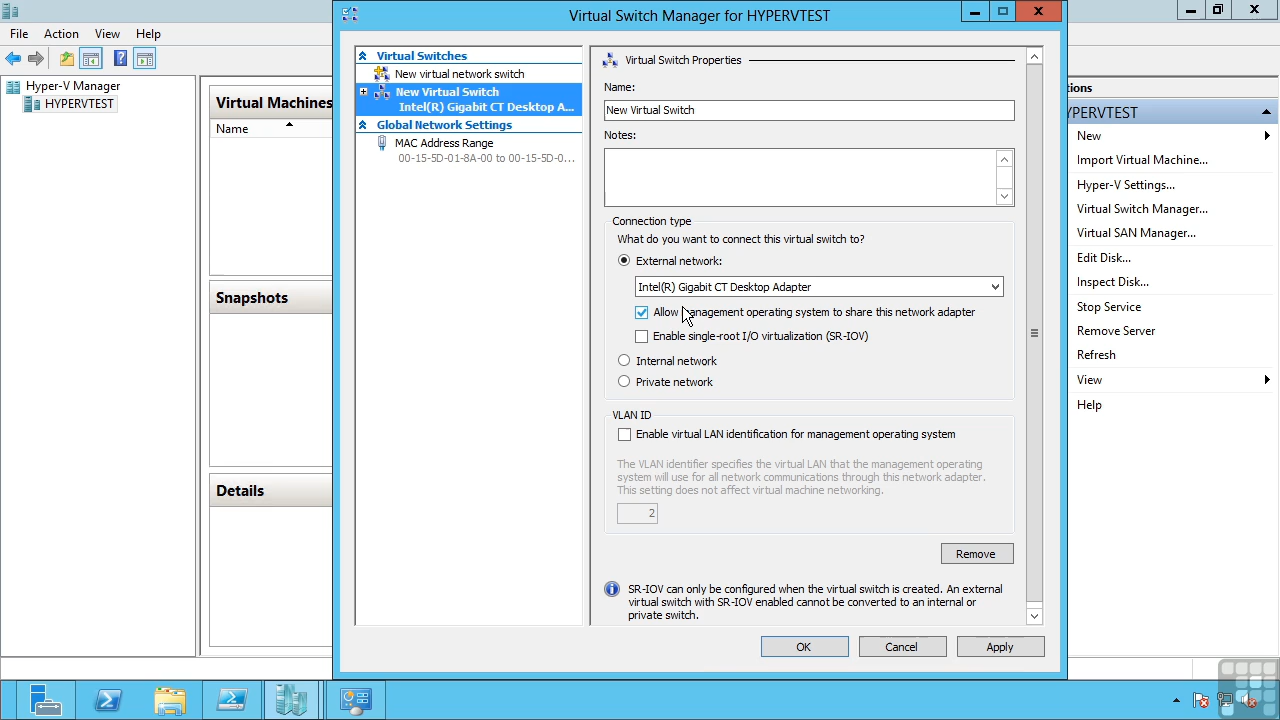 Virtual Switch Manager for HYPERVTEST
File Action View Help
Hyper-V Manager
HYPERVTEST
Virtual Machines
Name
Snapshots
Details
Virtual Switches
New virtual network switch
New Virtual Switch
Intel(R) Gigabit CT Desktop A...
Global Network Settings
MAC Address Range
00-15-5D-01-8A-00 to 00-15-5D-0...
Virtual Switch Properties
Name:
New Virtual Switch
Notes:
Connection type
What do you want to connect this virtual switch to?
External network:
Intel(R) Gigabit CT Desktop Adapter
Allow management operating system to share this network adapter
Enable single-root I/O virtualization (SR-IOV)
Internal network
Private network
VLAN ID
Enable virtual LAN identification for management operating system
The VLAN identifier specifies the virtual LAN that the management operating
system will use for all network communications through this network adapter.
This setting does not affect virtual machine networking.
2
Remove
SR-IOV can only be configured when the virtual switch is created. An external
virtual switch with SR-IOV enabled cannot be converted to an internal or
private switch.
OK Cancel Apply
tions
YPERVTEST
New
Import Virtual Machine...
Hyper-V Settings...
Virtual Switch Manager...
Virtual SAN Manager...
Edit Disk...
Inspect Disk...
Stop Service
Remove Server
Refresh
View
Help